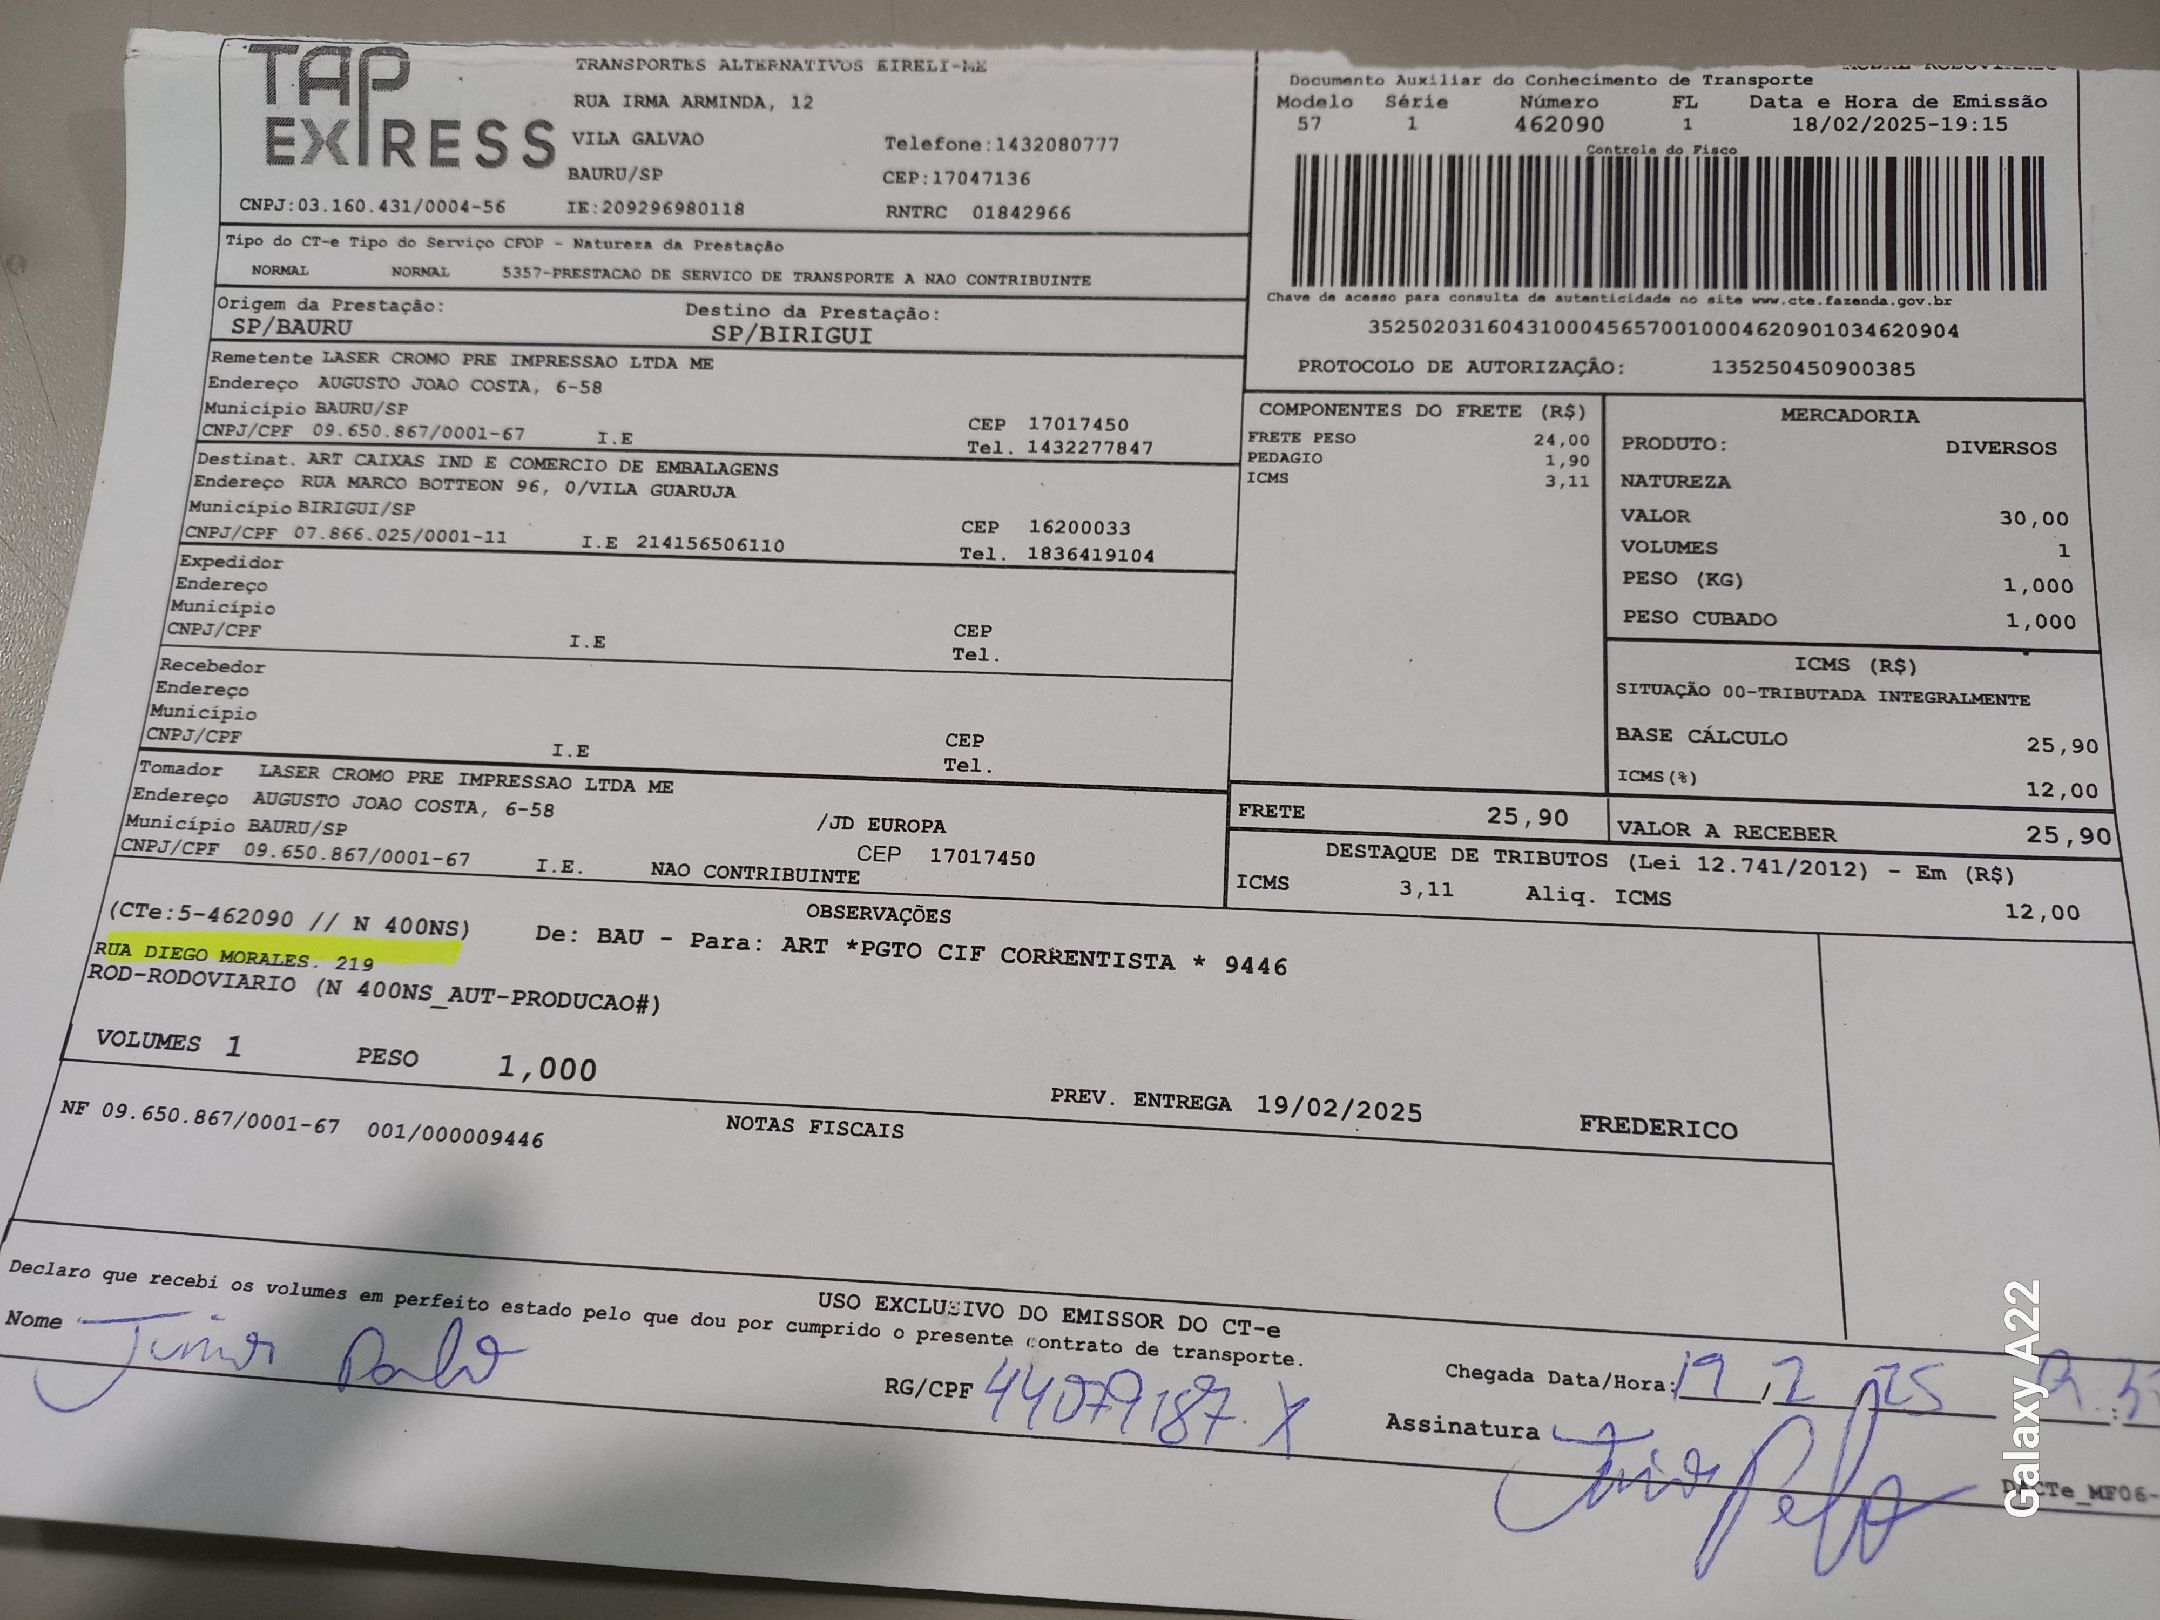 TAP EXPRESS
TRANSPORTES ALTERNATIVOS EIRELI-ME
RUA IRMA ARMINDA, 12
VILA GALVAO Telefone:1432080777
BAURU/SP CEP:17047136
CNPJ:03.160.431/0004-56 IE:209296980118 RNTRC 01842966
Documento Auxiliar do Conhecimento de Transporte
Modelo Série Número FL Data e Hora de Emissão
57 1 462090 1 18/02/2025-19:15
Controle do Fisco
Chave de acesso para consulta de autenticidade no site www.cte.fazenda.gov.br
35250203160431000456570010004620901034620904
PROTOCOLO DE AUTORIZAÇÃO: 135250450900385
Tipo do CT-e Tipo do Serviço CFOP - Natureza da Prestação
NORMAL NORMAL 5357-PRESTACAO DE SERVICO DE TRANSPORTE A NAO CONTRIBUINTE
Origem da Prestação: Destino da Prestação:
SP/BAURU SP/BIRIGUI
Remetente LASER CROMO PRE IMPRESSAO LTDA ME
Endereço AUGUSTO JOAO COSTA, 6-58
Município BAURU/SP CEP 17017450
CNPJ/CPF 09.650.867/0001-67 I.E Tel. 1432277847
Destinat. ART CAIXAS IND E COMERCIO DE EMBALAGENS
Endereço RUA MARCO BOTTEON 96, 0/VILA GUARUJA
Município BIRIGUI/SP CEP 16200033
CNPJ/CPF 07.866.025/0001-11 I.E 214156506110 Tel. 1836419104
Expedidor
Endereço
Município CEP
CNPJ/CPF I.E Tel.
Recebedor
Endereço
Município CEP
CNPJ/CPF I.E Tel.
Tomador LASER CROMO PRE IMPRESSAO LTDA ME
Endereço AUGUSTO JOAO COSTA, 6-58 /JD EUROPA
Município BAURU/SP CEP 17017450
CNPJ/CPF 09.650.867/0001-67 I.E. NAO CONTRIBUINTE
COMPONENTES DO FRETE (R$)
FRETE PESO 24,00
PEDAGIO 1,90
ICMS 3,11
MERCADORIA
PRODUTO: DIVERSOS
NATUREZA
VALOR 30,00
VOLUMES 1
PESO (KG) 1,000
PESO CUBADO 1,000
ICMS (R$)
SITUAÇÃO 00-TRIBUTADA INTEGRALMENTE
BASE CÁLCULO 25,90
ICMS(%) 12,00
FRETE 25,90 VALOR A RECEBER 25,90
DESTAQUE DE TRIBUTOS (Lei 12.741/2012) - Em (R$)
ICMS 3,11 Aliq. ICMS 12,00
OBSERVAÇÕES
(CTe:5-462090 // N 400NS) De: BAU - Para: ART *PGTO CIF CORRENTISTA * 9446
RUA DIEGO MORALES. 219
ROD-RODOVIARIO (N 400NS_AUT-PRODUCAO#)
VOLUMES 1 PESO 1,000 PREV. ENTREGA 19/02/2025 FREDERICO
NOTAS FISCAIS
NF 09.650.867/0001-67 001/000009446
USO EXCLUSIVO DO EMISSOR DO CT-e
Declaro que recebi os volumes em perfeito estado pelo que dou por cumprido o presente contrato de transporte.
Nome Junior RG/CPF 44079187.X Chegada Data/Hora: 19/2/25
Assinatura
DACTe_MF06-
Galaxy A22